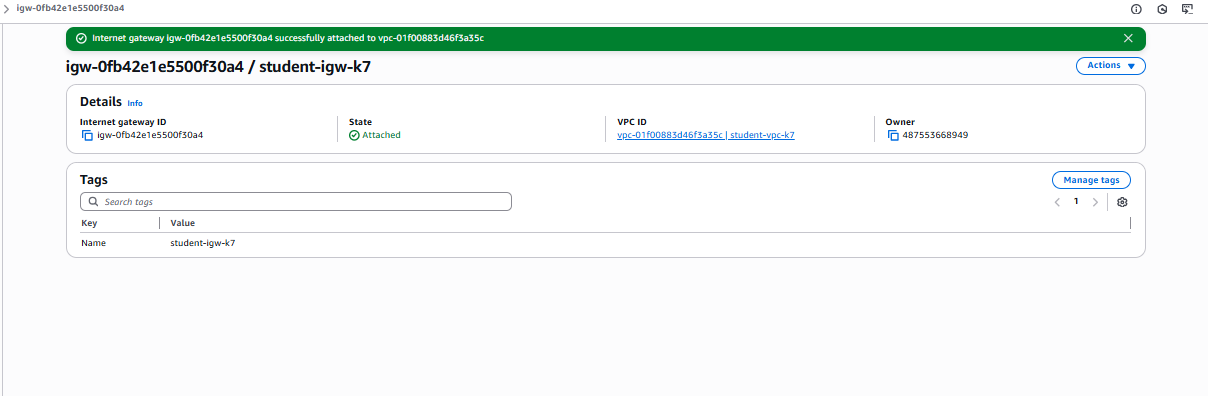 igw-0fb42e1e5500f30a4
Internet gateway igw-0fb42e1e5500f30a4 successfully attached to vpc-01f00883d46f3a35c
igw-0fb42e1e5500f30a4 / student-igw-k7
Actions
Details Info
Internet gateway ID State VPC ID Owner
igw-0fb42e1e5500f30a4 Attached vpc-01f00883d46f3a35c | student-vpc-k7 487553668949
Tags
Manage tags
Search tags
1
Key Value
Name student-igw-k7